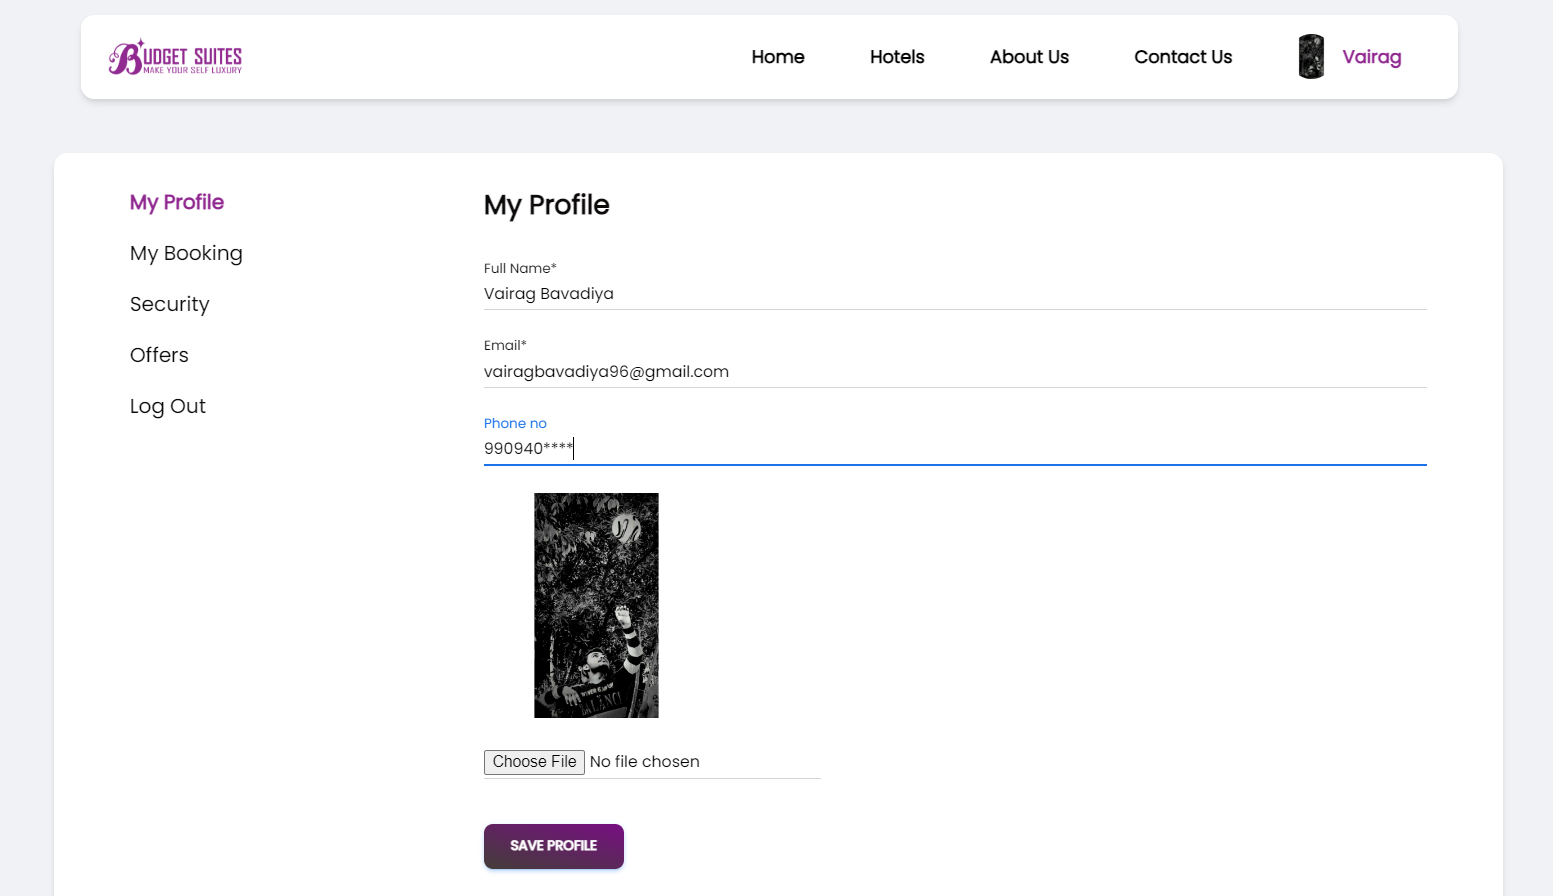 BUDGET SUITES
MAKE YOUR SELF LUXURY
Home
Hotels
About Us
Contact Us
Vairag
My Profile
My Booking
Security
Offers
Log Out
My Profile
Full Name*
Vairag Bavadiya
Email*
vairagbavadiya96@gmail.com
Phone no
990940****
Choose File No file chosen
SAVE PROFILE